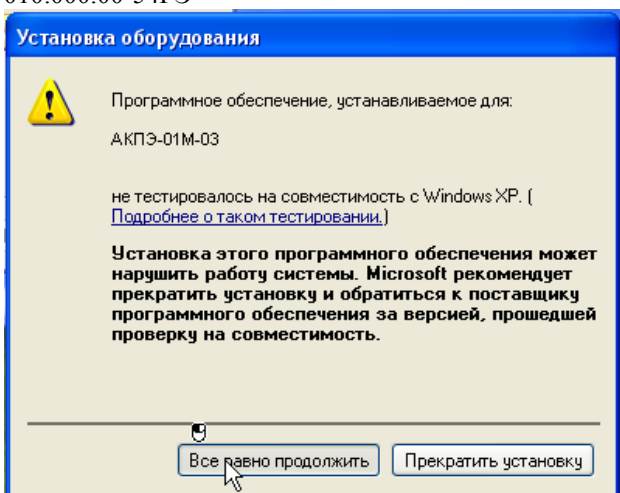 Установка оборудования
Программное обеспечение, устанавливаемое для:
АКПЭ-01М-03
не тестировалось на совместимость с Windows XP. (
Подробнее о таком тестировании.)
Установка этого программного обеспечения может
нарушить работу системы. Microsoft рекомендует
прекратить установку и обратиться к поставщику
программного обеспечения за версией, прошедшей
проверку на совместимость.
Все равно продолжить Прекратить установку